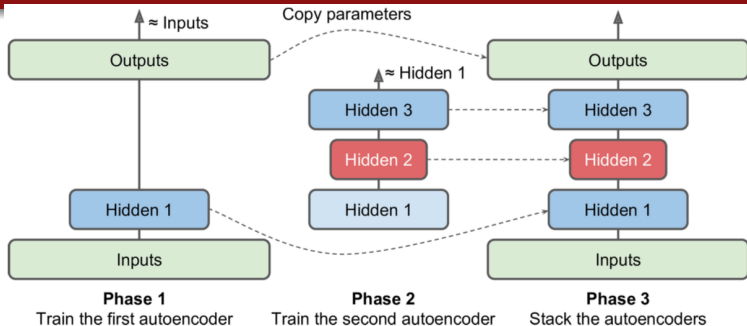 Copy parameters
≈ Inputs
Outputs
Hidden 1
Inputs
Phase 1
Train the first autoencoder
≈ Hidden 1
Hidden 3
Hidden 2
Hidden 1
Phase 2
Train the second autoencoder
Outputs
Hidden 3
Hidden 2
Hidden 1
Inputs
Phase 3
Stack the autoencoders